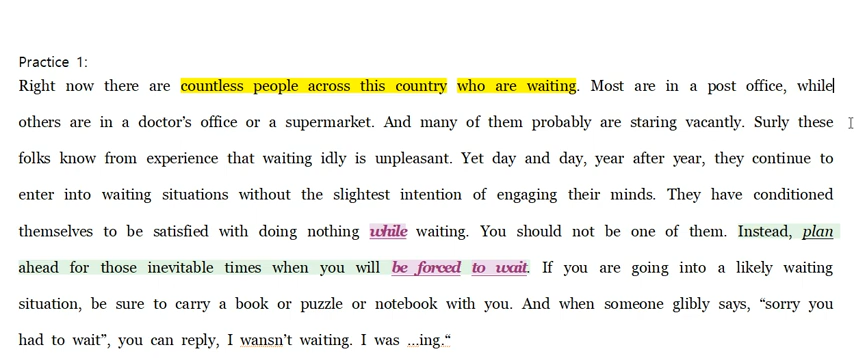 Practice 1:
Right now there are countless people across this country who are waiting. Most are in a post office, while
others are in a doctor’s office or a supermarket. And many of them probably are staring vacantly. Surly these
folks know from experience that waiting idly is unpleasant. Yet day and day, year after year, they continue to
enter into waiting situations without the slightest intention of engaging their minds. They have conditioned
themselves to be satisfied with doing nothing while waiting. You should not be one of them. Instead, plan
ahead for those inevitable times when you will be forced to wait. If you are going into a likely waiting
situation, be sure to carry a book or puzzle or notebook with you. And when someone glibly says, “sorry you
had to wait”, you can reply, I wansn’t waiting. I was …ing.“